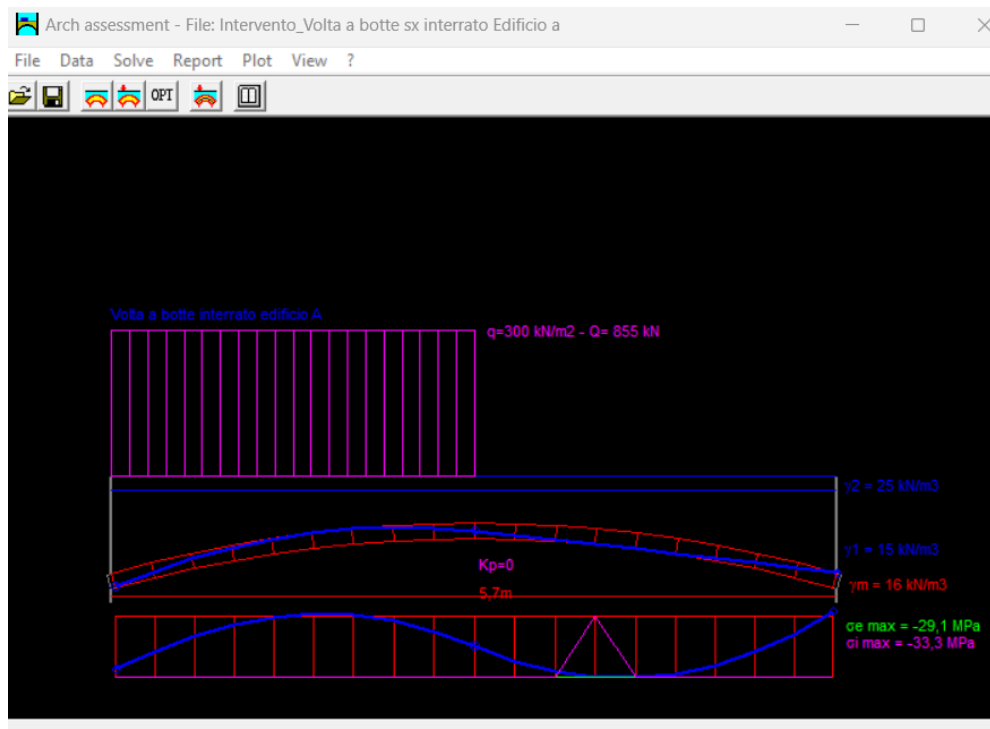 Arch assessment - File: Intervento_Volta a botte sx interrato Edificio a
File Data Solve Report Plot View ?
OPT
Volta a botte interrato edificio A
q=300 kN/m2 - Q= 855 kN
γ2 = 25 kN/m3
γ1 = 15 kN/m3
Kp=0
γm = 16 kN/m3
5,7m
σe max = -29,1 MPa
σi max = -33,3 MPa